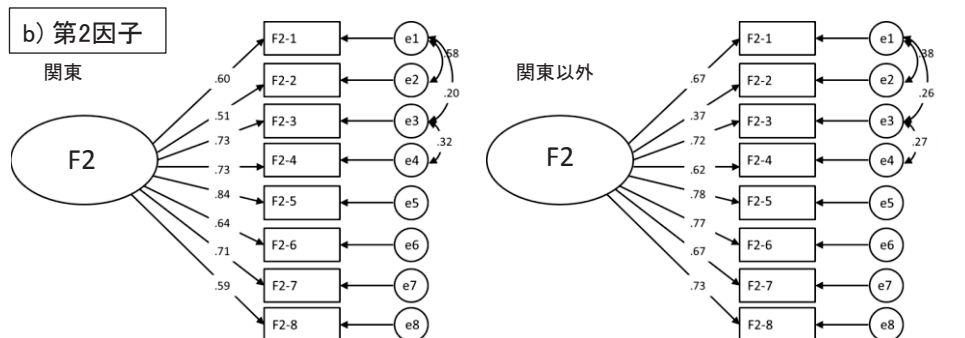 b) 第2因子
関東
F2
.60
.51
.73
.73
.84
.64
.71
.59
F2-1
F2-2
F2-3
F2-4
F2-5
F2-6
F2-7
F2-8
e1
e2
e3
e4
e5
e6
e7
e8
.58
.20
.32
関東以外
F2
.67
.37
.72
.62
.78
.77
.67
.73
F2-1
F2-2
F2-3
F2-4
F2-5
F2-6
F2-7
F2-8
e1
e2
e3
e4
e5
e6
e7
e8
.38
.26
.27